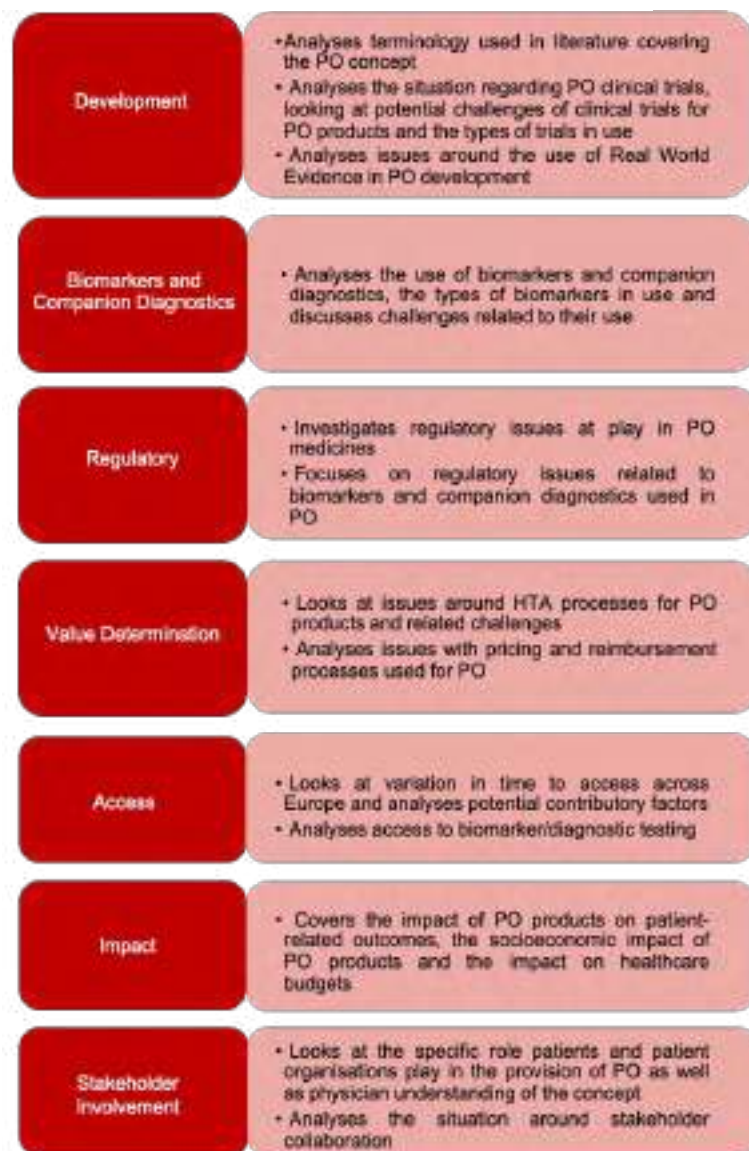 Development
•Analyses terminology used in literature covering
the PO concept
• Analyses the situation regarding PO clinical trials,
looking at potential challenges of clinical trials for
PO products and the types of trials in use
• Analyses issues around the use of Real World
Evidence in PO development
Biomarkers and
Companion Diagnostics
• Analyses the use of biomarkers and companion
diagnostics, the types of biomarkers in use and
discusses challenges related to their use
Regulatory
• Investigates regulatory issues at play in PO
medicines
• Focuses on regulatory issues related to
biomarkers and companion diagnostics used in
PO
Value Determination
• Looks at issues around HTA processes for PO
products and related challenges
• Analyses issues with pricing and reimbursement
processes used for PO
Access
• Looks at variation in time to access across
Europe and analyses potential contributory factors
• Analyses access to biomarker/diagnostic testing
Impact
• Covers the impact of PO products on patient-
related outcomes, the socioeconomic impact of
PO products and the impact on healthcare
budgets
Stakeholder
Involvement
• Looks at the specific role patients and patient
organisations play in the provision of PO as well
as physician understanding of the concept
• Analyses the situation around stakeholder
collaboration